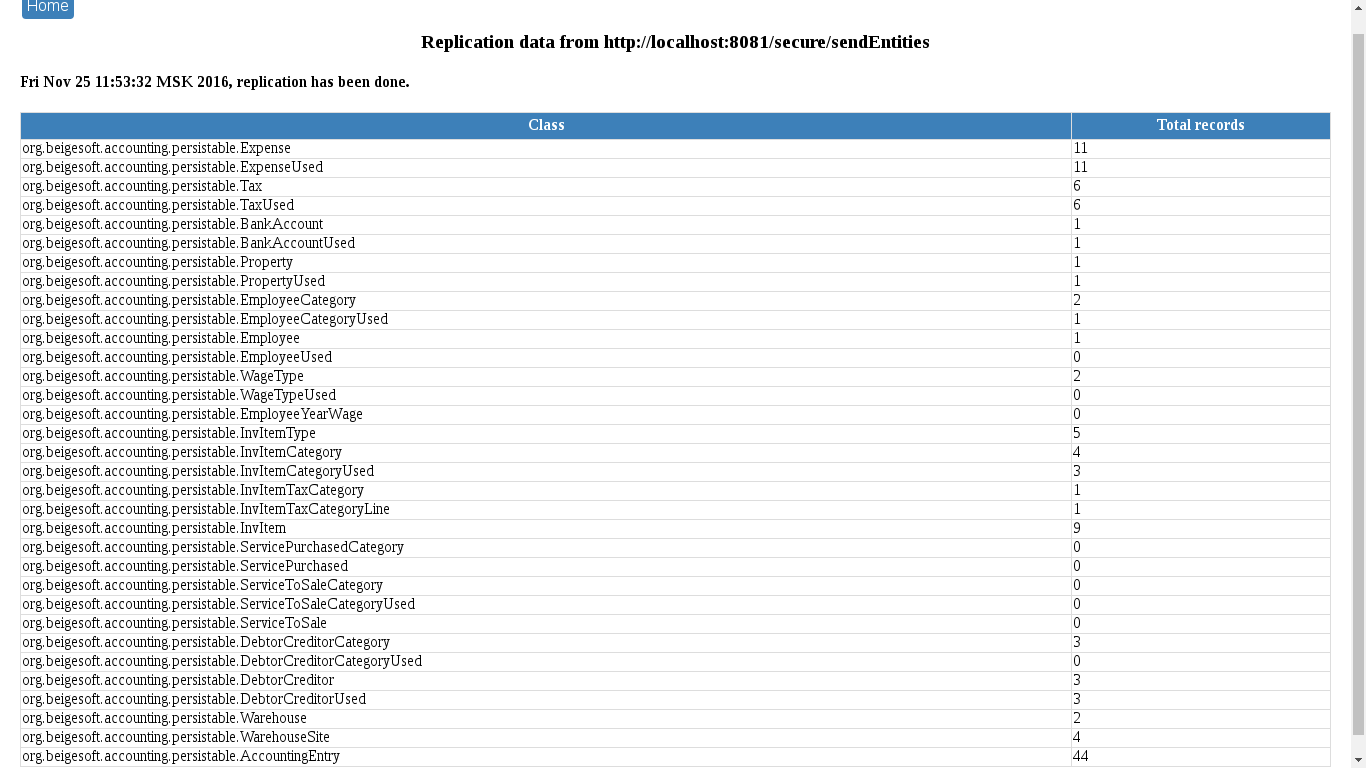 Home
Replication data from http://localhost:8081/secure/sendEntities
Fri Nov 25 11:53:32 MSK 2016, replication has been done.
Class Total records
org.beigesoft.accounting.persistable.Expense 11
org.beigesoft.accounting.persistable.ExpenseUsed 11
org.beigesoft.accounting.persistable.Tax 6
org.beigesoft.accounting.persistable.TaxUsed 6
org.beigesoft.accounting.persistable.BankAccount 1
org.beigesoft.accounting.persistable.BankAccountUsed 1
org.beigesoft.accounting.persistable.Property 1
org.beigesoft.accounting.persistable.PropertyUsed 1
org.beigesoft.accounting.persistable.EmployeeCategory 2
org.beigesoft.accounting.persistable.EmployeeCategoryUsed 1
org.beigesoft.accounting.persistable.Employee 1
org.beigesoft.accounting.persistable.EmployeeUsed 0
org.beigesoft.accounting.persistable.WageType 2
org.beigesoft.accounting.persistable.WageTypeUsed 0
org.beigesoft.accounting.persistable.EmployeeYearWage 0
org.beigesoft.accounting.persistable.InvItemType 5
org.beigesoft.accounting.persistable.InvItemCategory 4
org.beigesoft.accounting.persistable.InvItemCategoryUsed 3
org.beigesoft.accounting.persistable.InvItemTaxCategory 1
org.beigesoft.accounting.persistable.InvItemTaxCategoryLine 1
org.beigesoft.accounting.persistable.InvItem 9
org.beigesoft.accounting.persistable.ServicePurchasedCategory 0
org.beigesoft.accounting.persistable.ServicePurchased 0
org.beigesoft.accounting.persistable.ServiceToSaleCategory 0
org.beigesoft.accounting.persistable.ServiceToSaleCategoryUsed 0
org.beigesoft.accounting.persistable.ServiceToSale 0
org.beigesoft.accounting.persistable.DebtorCreditorCategory 3
org.beigesoft.accounting.persistable.DebtorCreditorCategoryUsed 0
org.beigesoft.accounting.persistable.DebtorCreditor 3
org.beigesoft.accounting.persistable.DebtorCreditorUsed 3
org.beigesoft.accounting.persistable.Warehouse 2
org.beigesoft.accounting.persistable.WarehouseSite 4
org.beigesoft.accounting.persistable.AccountingEntry 44